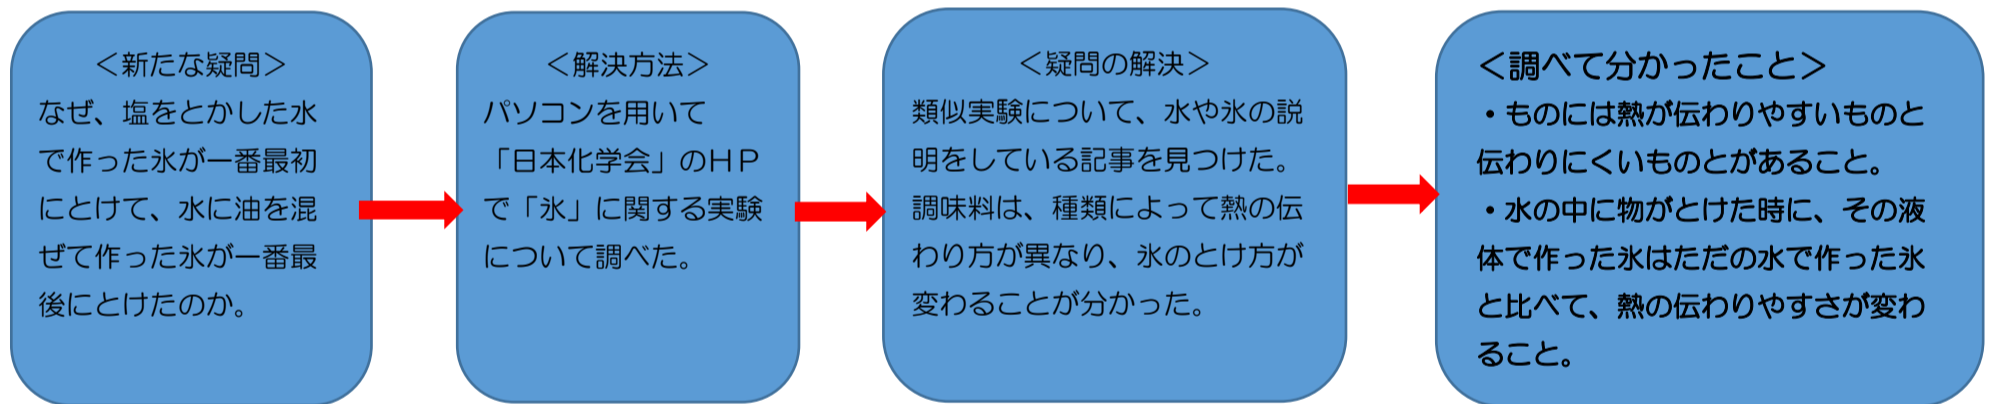 ＜新たな疑問＞
なぜ、塩をとかした水
で作った氷が一番最初
にとけて、水に油を混
ぜて作った氷が一番最
後にとけたのか。
＜解決方法＞
パソコンを用いて
「日本化学会」のＨＰ
で「氷」に関する実験
について調べた。
＜疑問の解決＞
類似実験について、水や氷の説
明をしている記事を見つけた。
調味料は、種類によって熱の伝
わり方が異なり、氷のとけ方が
変わることが分かった。
＜調べて分かったこと＞
・ものには熱が伝わりやすいものと
伝わりにくいものとがあること。
・水の中に物がとけた時に、その液
体で作った氷はただの水で作った氷
と比べて、熱の伝わりやすさが変わ
ること。